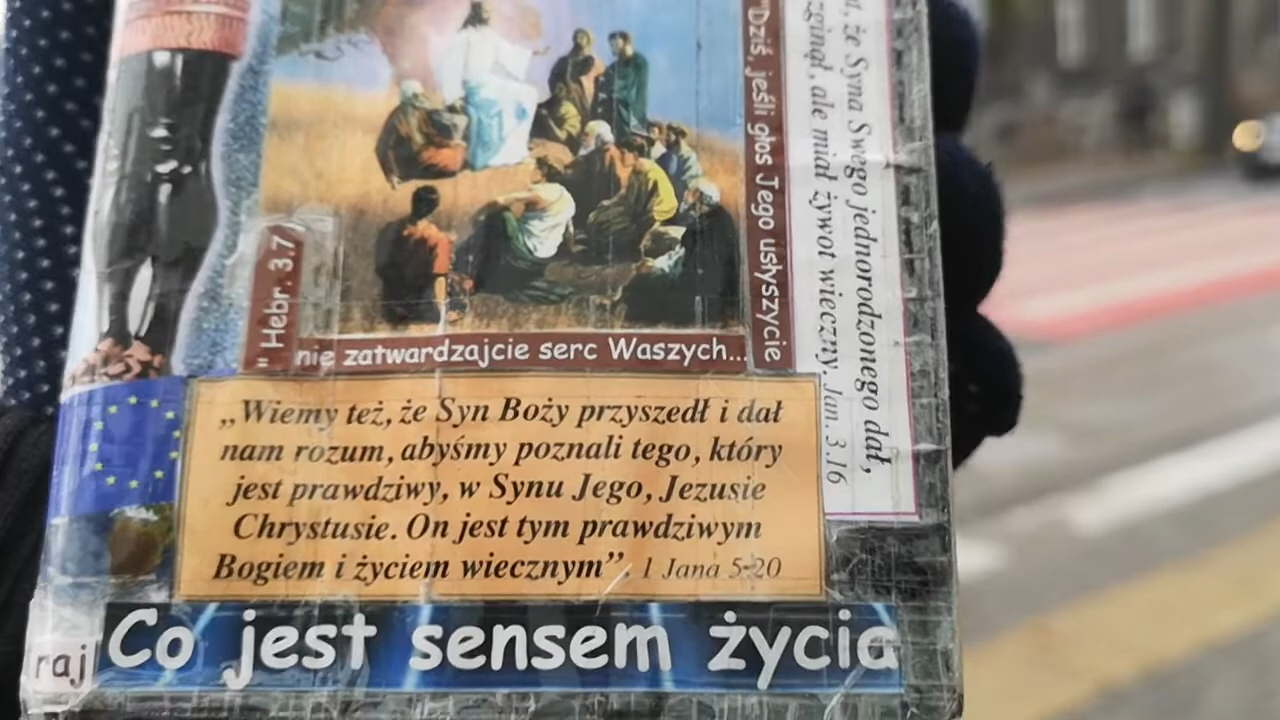 "Dziś, jeśli głos Jego usłyszycie
nie zatwardzajcie serc Waszych...
" Hebr. 3.7
że Syna Swego jednorodzonego dał,
zginął, ale miał żywot wieczny. Jan. 3.16
„Wiemy też, że Syn Boży przyszedł i dał
nam rozum, abyśmy poznali tego, który
jest prawdziwy, w Synu Jego, Jezusie
Chrystusie. On jest tym prawdziwym
Bogiem i życiem wiecznym”. 1 Jana 5-20
raj
Co jest sensem życia